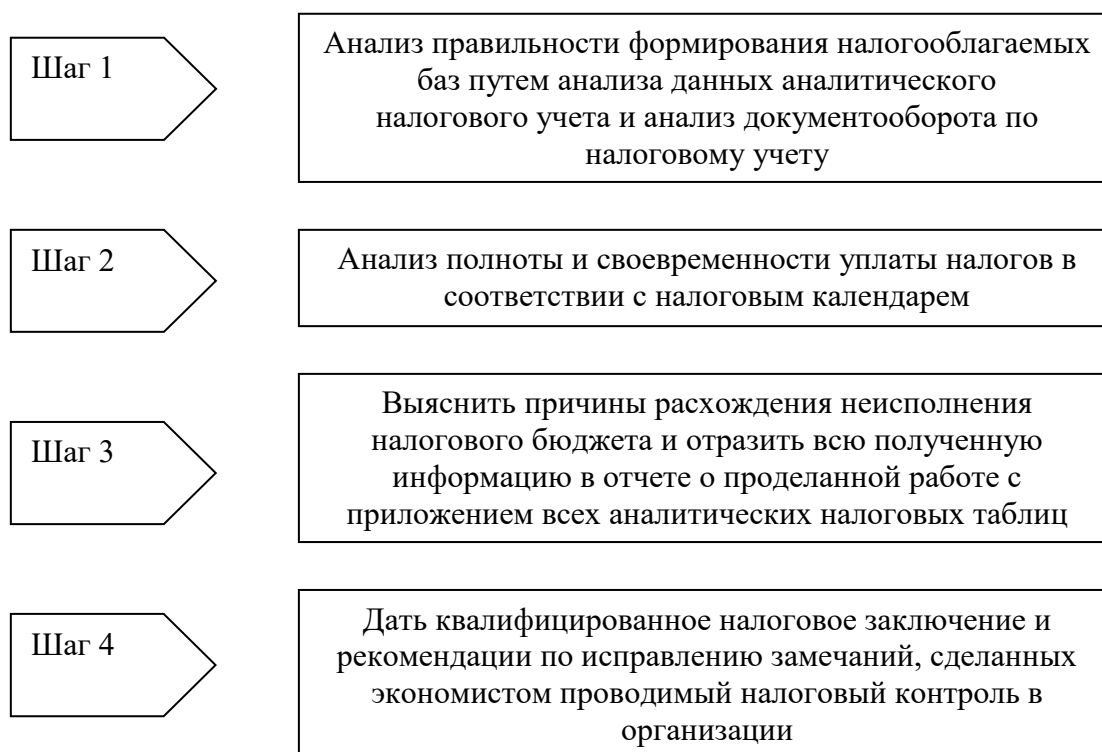 Шаг 1
Анализ правильности формирования налогооблагаемых
баз путем анализа данных аналитического
налогового учета и анализ документооборота по
налоговому учету
Шаг 2
Анализ полноты и своевременности уплаты налогов в
соответствии с налоговым календарем
Шаг 3
Выяснить причины расхождения неисполнения
налогового бюджета и отразить всю полученную
информацию в отчете о проделанной работе с
приложением всех аналитических налоговых таблиц
Шаг 4
Дать квалифицированное налоговое заключение и
рекомендации по исправлению замечаний, сделанных
экономистом проводимый налоговый контроль в
организации